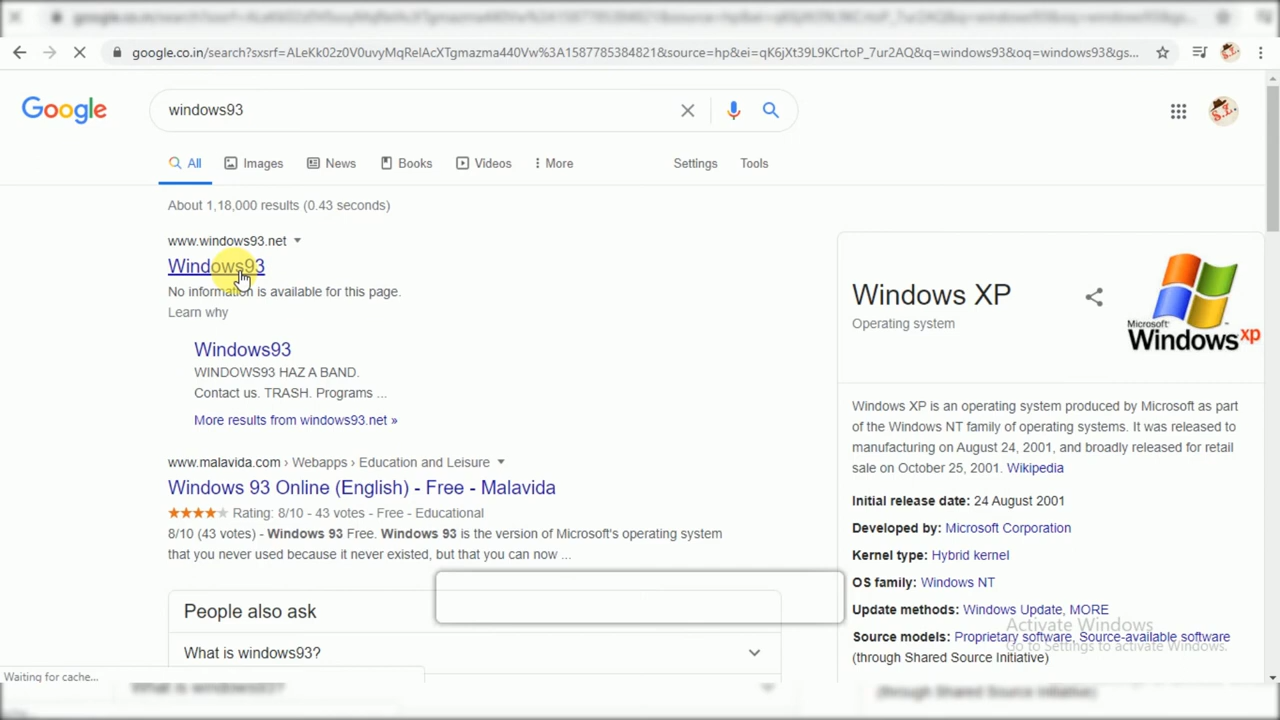 google.co.in/search?sxsrf=ALeKk02z0V0uvyMqRelAcXTgmazma440Vw%3A1587785384821&source=hp&ei=qK6jXt39L9KCrtoP_7ur2AQ&q=windows93&oq=windows93&gs...
Google
windows93
S.Z.
All
Images
News
Books
Videos
More
Settings
Tools
About 1,18,000 results (0.43 seconds)
www.windows93.net
Windows93
No information is available for this page.
Learn why
Windows93
WINDOWS93 HAZ A BAND.
Contact us. TRASH. Programs ...
More results from windows93.net »
www.malavida.com › Webapps › Education and Leisure
Windows 93 Online (English) - Free - Malavida
Rating: 8/10 - 43 votes - Free - Educational
8/10 (43 votes) - Windows 93 Free. Windows 93 is the version of Microsoft's operating system
that you never used because it never existed, but that you can now ...
People also ask
What is windows93?
Waiting for cache...
Windows XP
Operating system
Microsoft
Windows xp
Windows XP is an operating system produced by Microsoft as part
of the Windows NT family of operating systems. It was released to
manufacturing on August 24, 2001, and broadly released for retail
sale on October 25, 2001. Wikipedia
Initial release date: 24 August 2001
Developed by: Microsoft Corporation
Kernel type: Hybrid kernel
OS family: Windows NT
Update methods: Windows Update, MORE
Source models: Proprietary software, Source-available software
(through Shared Source Initiative)
Activate Windows
Go to Settings to activate Windows.
What is windows93?
(through Shared Source Initiative)